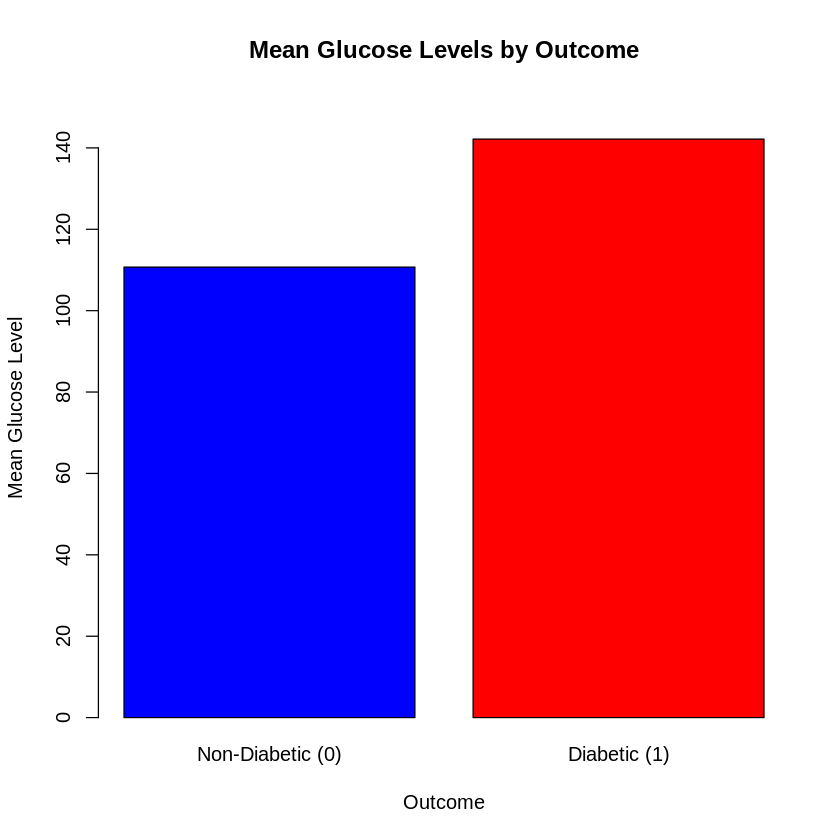 Mean Glucose Levels by Outcome
Mean Glucose Level
140
120
100
80
60
40
20
0
Non-Diabetic (0)
Diabetic (1)
Outcome